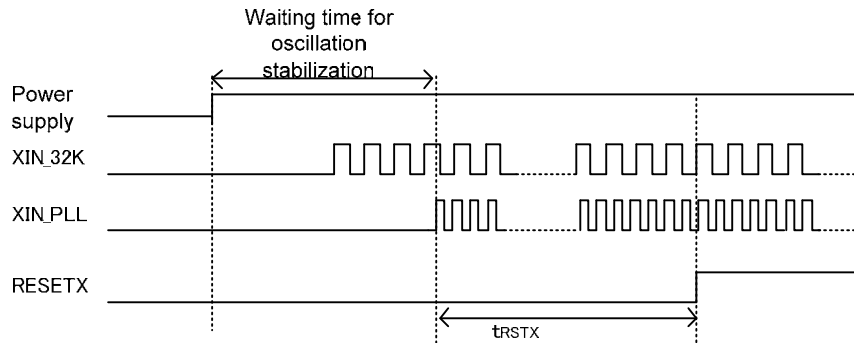 Waiting time for
oscillation
stabilization
Power
supply
XIN_32K
XIN_PLL
RESETX
tRSTX